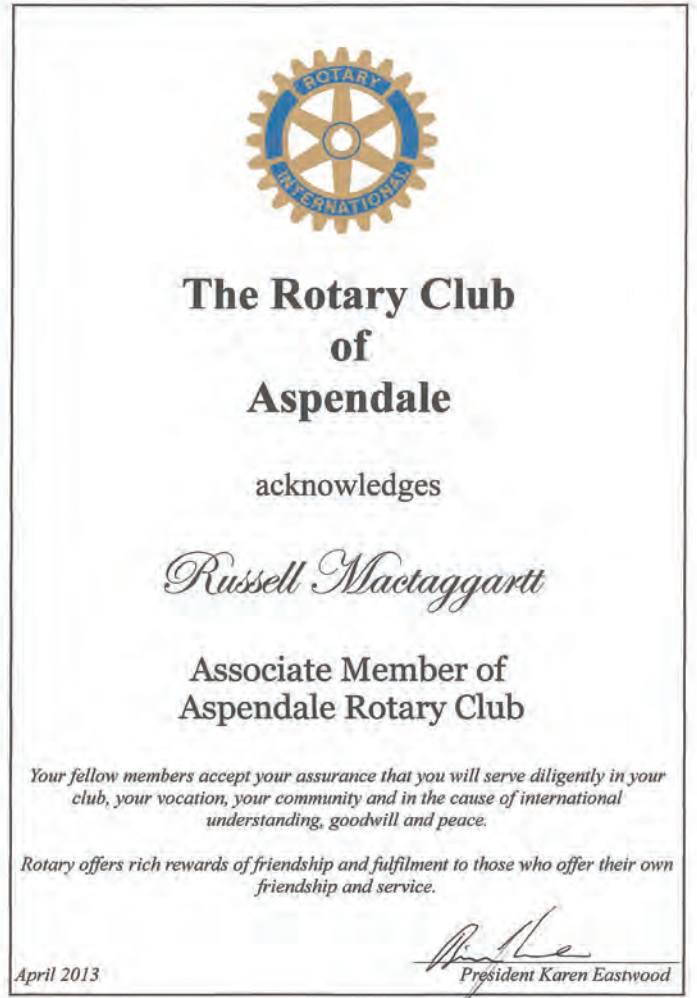 ROTARY
INTERNATIONAL
The Rotary Club
of
Aspendale
acknowledges
Russell Mactaggartt
Associate Member of
Aspendale Rotary Club
Your fellow members accept your assurance that you will serve diligently in your
club, your vocation, your community and in the cause of international
understanding, goodwill and peace.
Rotary offers rich rewards of friendship and fulfilment to those who offer their own
friendship and service.
April 2013
President Karen Eastwood